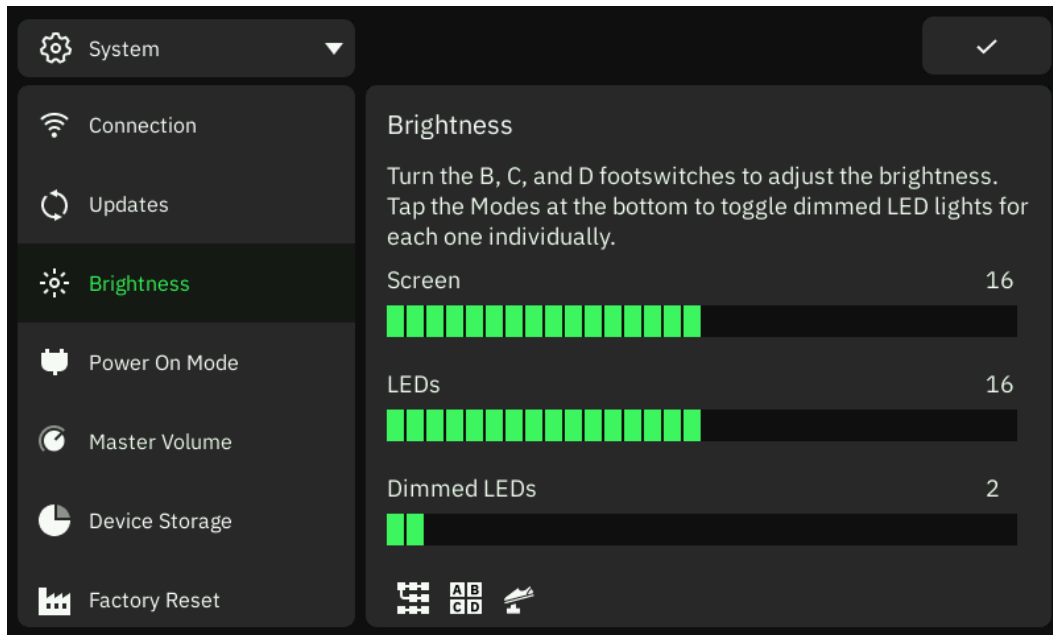 System
Connection
Updates
Brightness
Power On Mode
Master Volume
Device Storage
Factory Reset
Brightness
Turn the B, C, and D footswitches to adjust the brightness.
Tap the Modes at the bottom to toggle dimmed LED lights for
each one individually.
Screen 16
LEDs 16
Dimmed LEDs 2
A B
C D